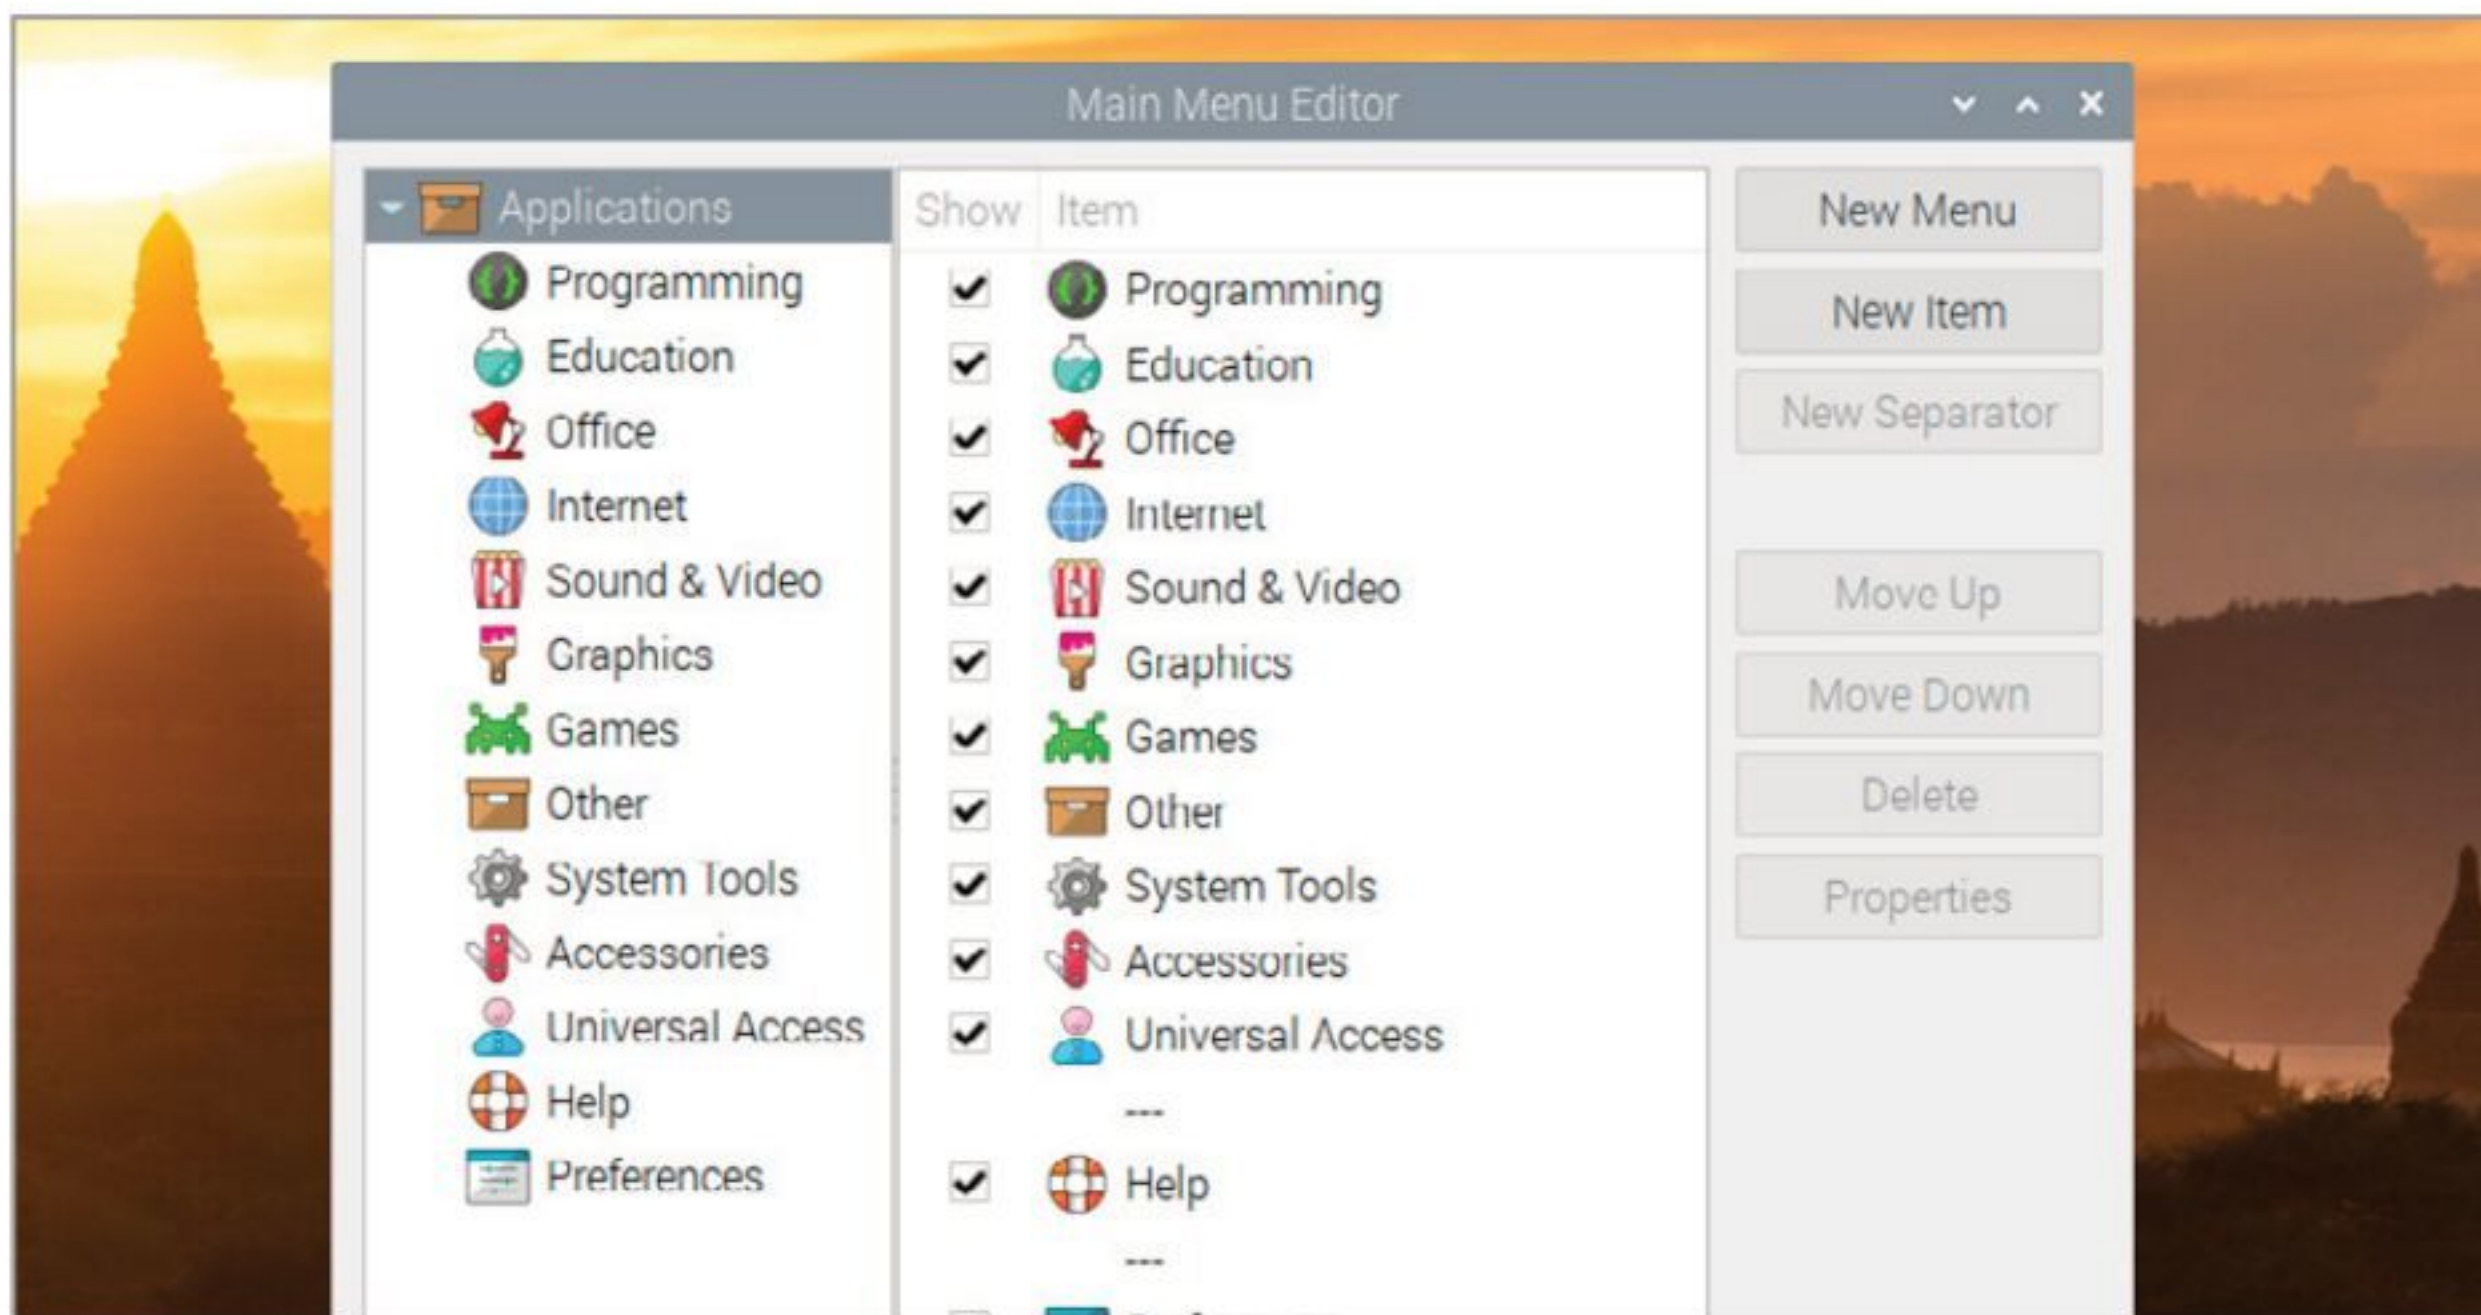 Main Menu Editor
Applications
Programming
Education
Office
Internet
Sound & Video
Graphics
Games
Other
System Tools
Accessories
Universal Access
Help
Preferences
Show Item
Programming
Education
Office
Internet
Sound & Video
Graphics
Games
Other
System Tools
Accessories
Universal Access
---
Help
---
New Menu
New Item
New Separator
Move Up
Move Down
Delete
Properties